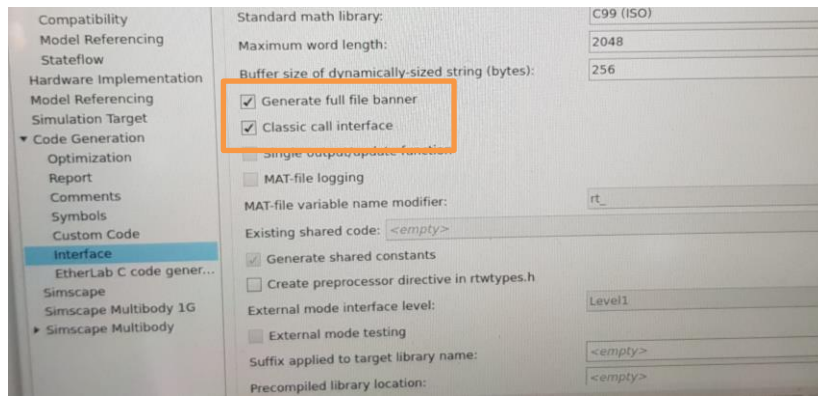 Compatibility
Model Referencing
Stateflow
Hardware Implementation
Model Referencing
Simulation Target
Code Generation
Optimization
Report
Comments
Symbols
Custom Code
Interface
EtherLab C code gener...
Simscape
Simscape Multibody 1G
Simscape Multibody
Standard math library: C99 (ISO)
Maximum word length: 2048
Buffer size of dynamically-sized string (bytes): 256
Generate full file banner
Classic call interface
Single output/update function
MAT-file logging
MAT-file variable name modifier: rt_
Existing shared code: <empty>
Generate shared constants
Create preprocessor directive in rtwtypes.h
External mode interface level: Level1
External mode testing
Suffix applied to target library name: <empty>
Precompiled library location: <empty>